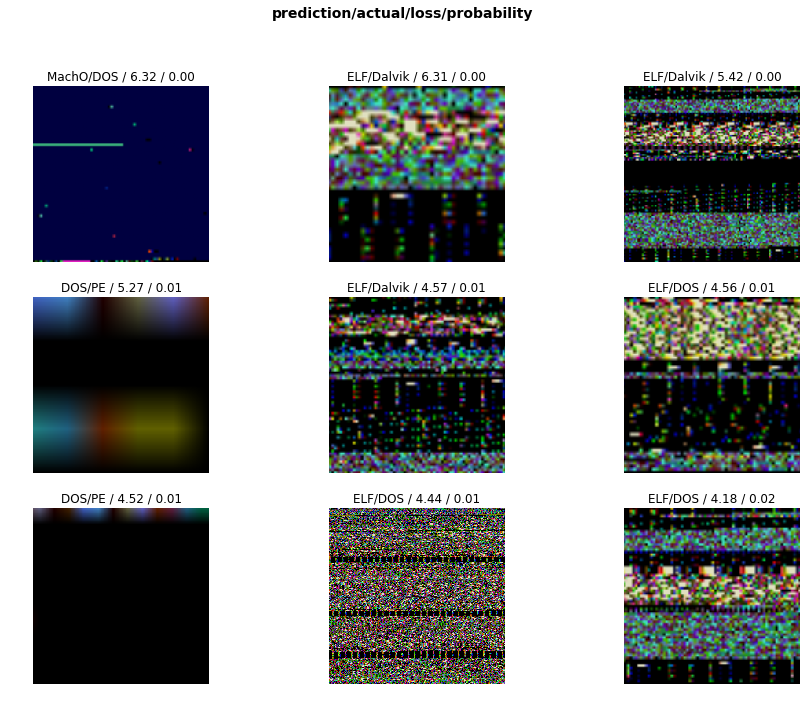 prediction/actual/loss/probability
MachO/DOS / 6.32 / 0.00
ELF/Dalvik / 6.31 / 0.00
ELF/Dalvik / 5.42 / 0.00
DOS/PE / 5.27 / 0.01
ELF/Dalvik / 4.57 / 0.01
ELF/DOS / 4.56 / 0.01
DOS/PE / 4.52 / 0.01
ELF/DOS / 4.44 / 0.01
ELF/DOS / 4.18 / 0.02